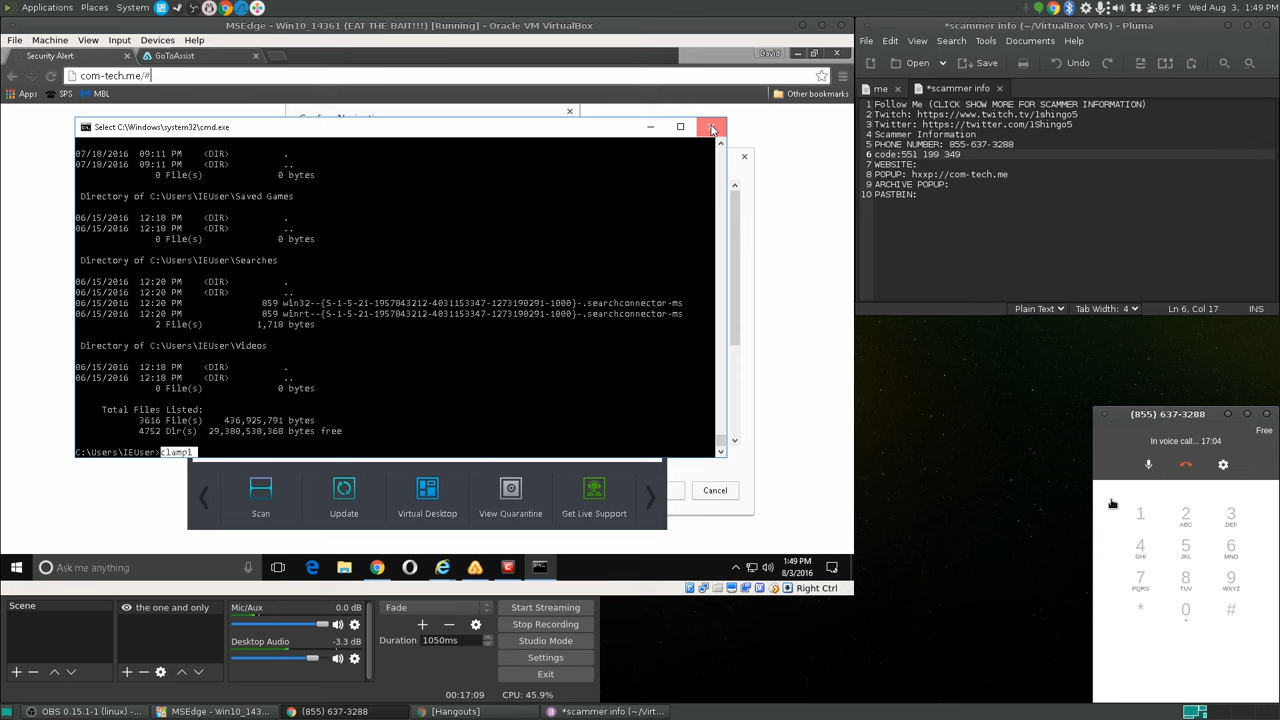 Applications Places System
86 °F Wed Aug 3, 1:49 PM
MSEdge - Win10_14361 (EAT THE BAIT!!!) [Running] - Oracle VM VirtualBox
File Machine View Input Devices Help
Security Alert
GoToAssist
David
com-tech.me/#
Apps SPS MBL
Other bookmarks
Select C:\Windows\system32\cmd.exe
07/18/2016 09:11 PM <DIR> .
07/18/2016 09:11 PM <DIR> ..
0 File(s) 0 bytes
Directory of C:\Users\IEUser\Saved Games
06/15/2016 12:18 PM <DIR> .
06/15/2016 12:18 PM <DIR> ..
0 File(s) 0 bytes
Directory of C:\Users\IEUser\Searches
06/15/2016 12:20 PM <DIR> .
06/15/2016 12:20 PM <DIR> ..
06/15/2016 12:20 PM 859 win32--{S-1-5-21-1957843212-4031153347-1273190291-1000}-.searchconnector-ms
06/15/2016 12:20 PM 859 winrt--{S-1-5-21-1957843212-4031153347-1273190291-1000}-.searchconnector-ms
2 File(s) 1,718 bytes
Directory of C:\Users\IEUser\Videos
06/15/2016 12:18 PM <DIR> .
06/15/2016 12:18 PM <DIR> ..
0 File(s) 0 bytes
Total Files Listed:
3616 File(s) 436,925,791 bytes
4752 Dir(s) 29,380,538,368 bytes free
C:\Users\IEUser>clampi
Cancel
Scan
Update
Virtual Desktop
View Quarantine
Get Live Support
Ask me anything
1:49 PM
8/3/2016
Right Ctrl
Scene
the one and only
Mic/Aux 0.0 dB
Desktop Audio -3.3 dB
Fade
Duration 1050ms
Start Streaming
Stop Recording
Studio Mode
Settings
Exit
00:17:09 CPU: 45.9%
*scammer info (~/VirtualBox VMs) - Pluma
File Edit View Search Tools Documents Help
Open Save Undo
me
*scammer info
1 Follow Me (CLICK SHOW MORE FOR SCAMMER INFORMATION)
2 Twitch: https://www.twitch.tv/1shingo5
3 Twitter: https://twitter.com/1Shingo5
4 Scammer Information
5 PHONE NUMBER: 855-637-3288
6 code:551 199 349
7 WEBSITE:
8 POPUP: hxxp://com-tech.me
9 ARCHIVE POPUP:
10 PASTBIN:
Plain Text Tab Width: 4 Ln 6, Col 17 INS
(855) 637-3288
Free
In voice call... 17:04
1
2 ABC
3 DEF
4 GHI
5 JKL
6 MNO
7 PQRS
8 TUV
9 WXYZ
*
0 +
#
OBS 0.15.1-1 (linux) - ...
MSEdge - Win10_1436...
(855) 637-3288
[Hangouts]
*scammer info (~/Virt...